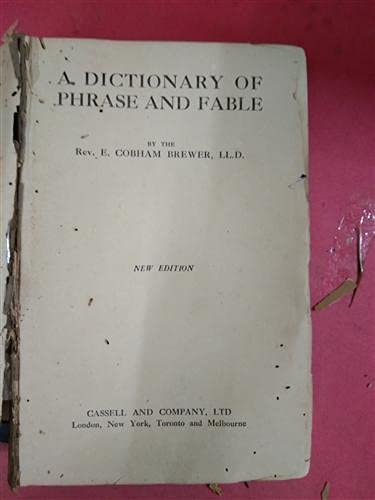 A DICTIONARY OF
PHRASE AND FABLE
BY THE
REV. E. COBHAM BREWER, LL.D.
NEW EDITION
CASSELL AND COMPANY, LTD
London, New York, Toronto and Melbourne